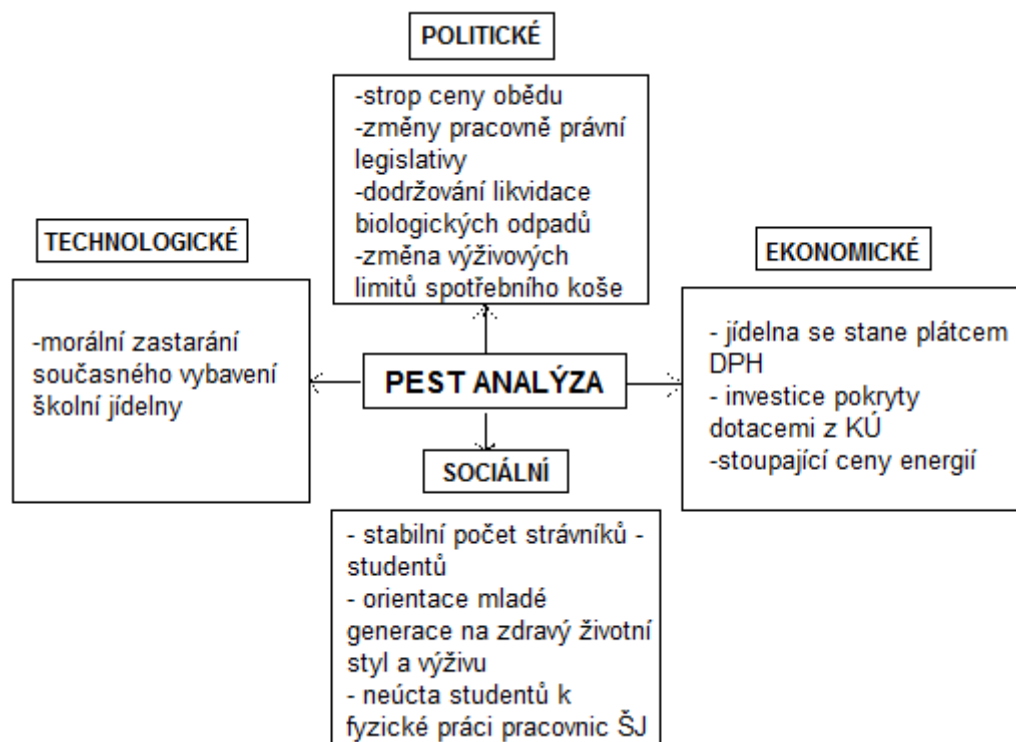 POLITICKÉ
-strop ceny obědu
-změny pracovně právní
legislativy
-dodržování likvidace
biologických odpadů
-změna výživových
limitů spotřebního koše
TECHNOLOGICKÉ
-morální zastarání
současného vybavení
školní jídelny
PEST ANALÝZA
EKONOMICKÉ
- jídelna se stane plátcem
DPH
- investice pokryty
dotacemi z KÚ
-stoupající ceny energií
SOCIÁLNÍ
- stabilní počet strávníků -
studentů
- orientace mladé
generace na zdravý životní
styl a výživu
- neúcta studentů k
fyzické práci pracovnic ŠJ